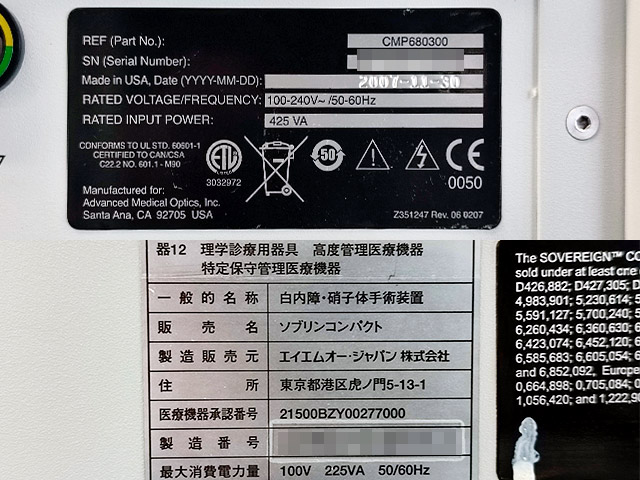 REF (Part No.): CMP680300
SN (Serial Number):
Made in USA, Date (YYYY-MM-DD):
RATED VOLTAGE/FREQUENCY: 100-240V~ /50-60Hz
RATED INPUT POWER: 425 VA
CONFORMS TO UL STD. 60601-1
CERTIFIED TO CAN/CSA
C22.2 NO. 601.1 - M90
ETL
3032972
50
CE
0050
Manufactured for:
Advanced Medical Optics, Inc.
Santa Ana, CA 92705 USA
Z351247 Rev. 06 0207
器12 理学診療用器具 高度管理医療機器
特定保守管理医療機器
一般的名称 白内障・硝子体手術装置
販売名 ソブリンコンパクト
製造販売元 エイエムオー・ジャパン 株式会社
住所 東京都港区虎ノ門5-13-1
医療機器承認番号 21500BZY00277000
製造番号
最大消費電力量 100V 225VA 50/60Hz
The SOVEREIGN™ CO
sold under at least one
D426,882; D427,305; D
4,983,901; 5,230,614; 5
5,591,127; 5,700,240; 5
6,260,434; 6,360,630; 
6,423,074; 6,452,120; 6
6,585,683; 6,605,054; 6
and 6,852,092, Europe
0,664,898; 0,705,084; 0
1,056,420; and 1,222,90